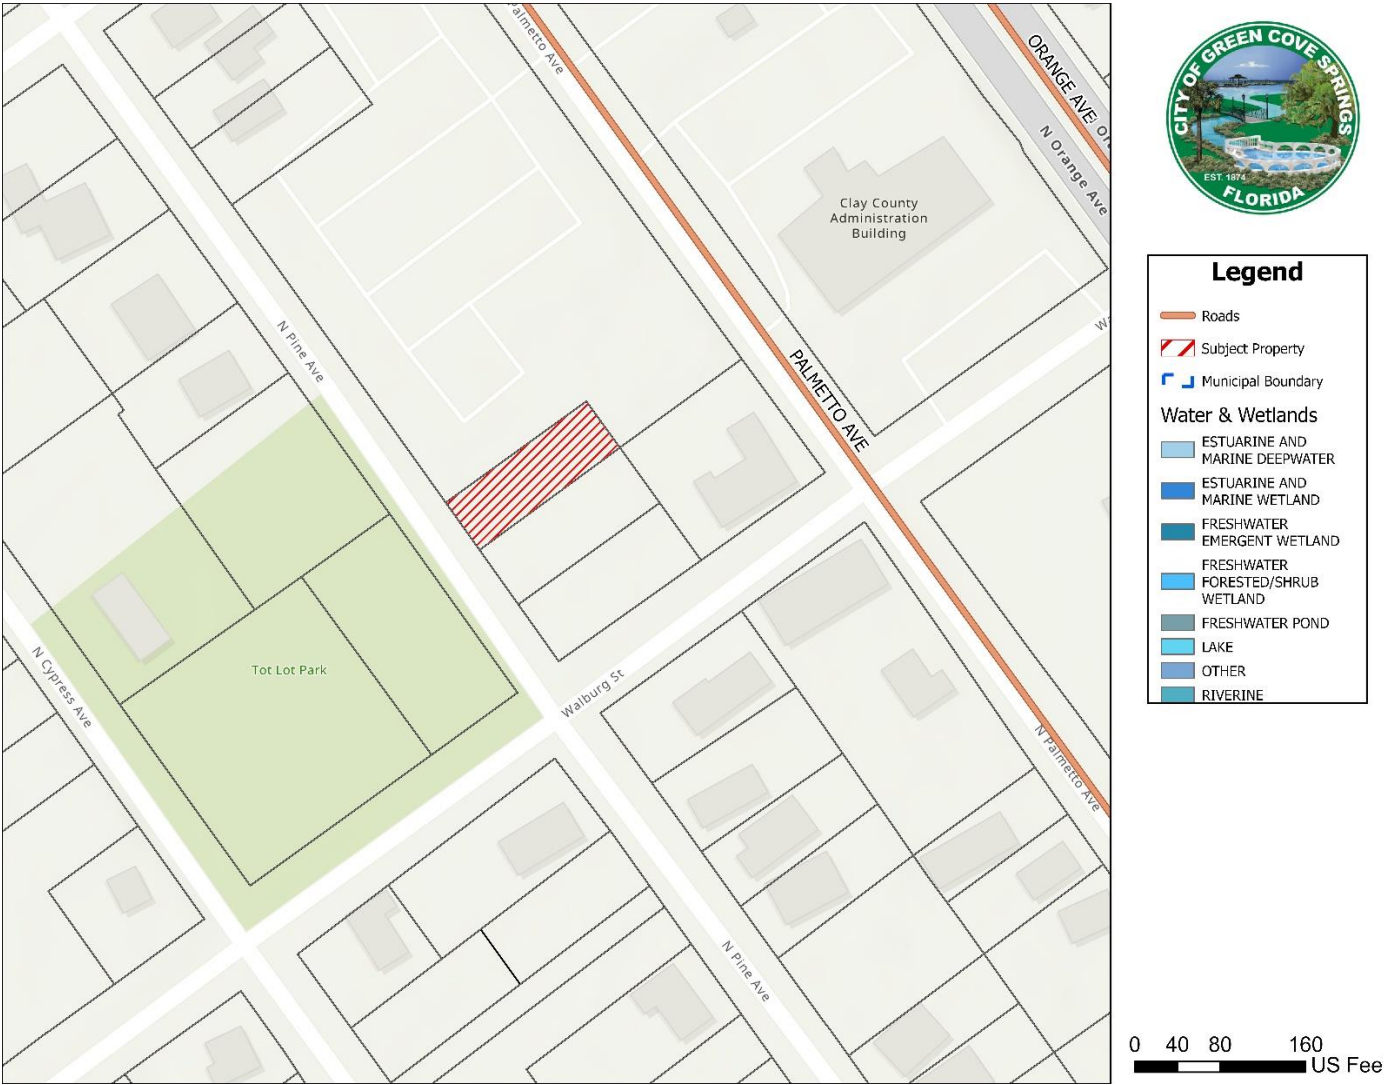 Palmetto Ave
ORANGE AVE
N Orange Ave
CITY OF GREEN COVE SPRINGS
EST. 1874
FLORIDA
Clay County
Administration
Building
Legend
Roads
Subject Property
Municipal Boundary
Water & Wetlands
ESTUARINE AND
MARINE DEEPWATER
ESTUARINE AND
MARINE WETLAND
FRESHWATER
EMERGENT WETLAND
FRESHWATER
FORESTED/SHRUB
WETLAND
FRESHWATER POND
LAKE
OTHER
RIVERINE
N Pine Ave
PALMETTO AVE
Tot Lot Park
N Cypress Ave
Walburg St
N Palmetto Ave
N Pine Ave
0 40 80 160
US Fee